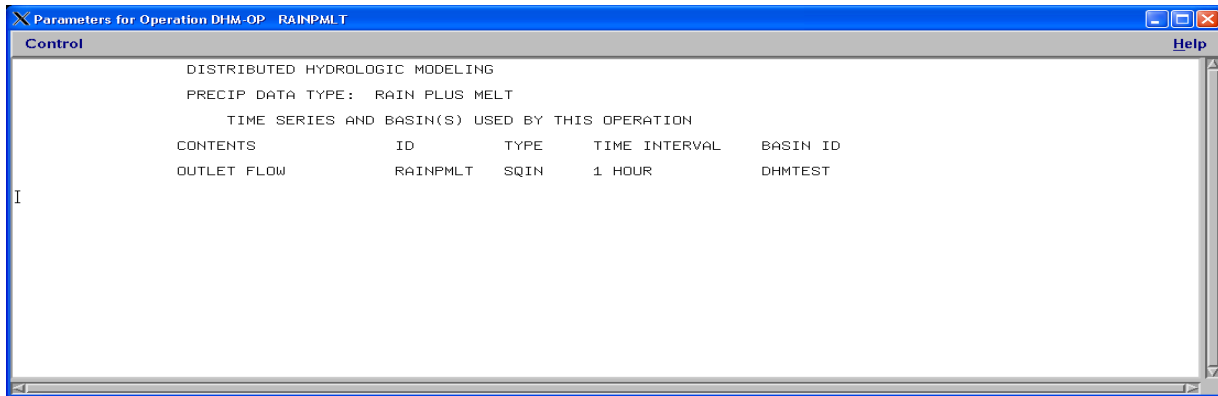 Parameters for Operation DHM-OP RAINPMLT
Control Help
DISTRIBUTED HYDROLOGIC MODELING
PRECIP DATA TYPE: RAIN PLUS MELT
TIME SERIES AND BASIN(S) USED BY THIS OPERATION
CONTENTS ID TYPE TIME INTERVAL BASIN ID
OUTLET FLOW RAINPMLT SQIN 1 HOUR DHMTEST